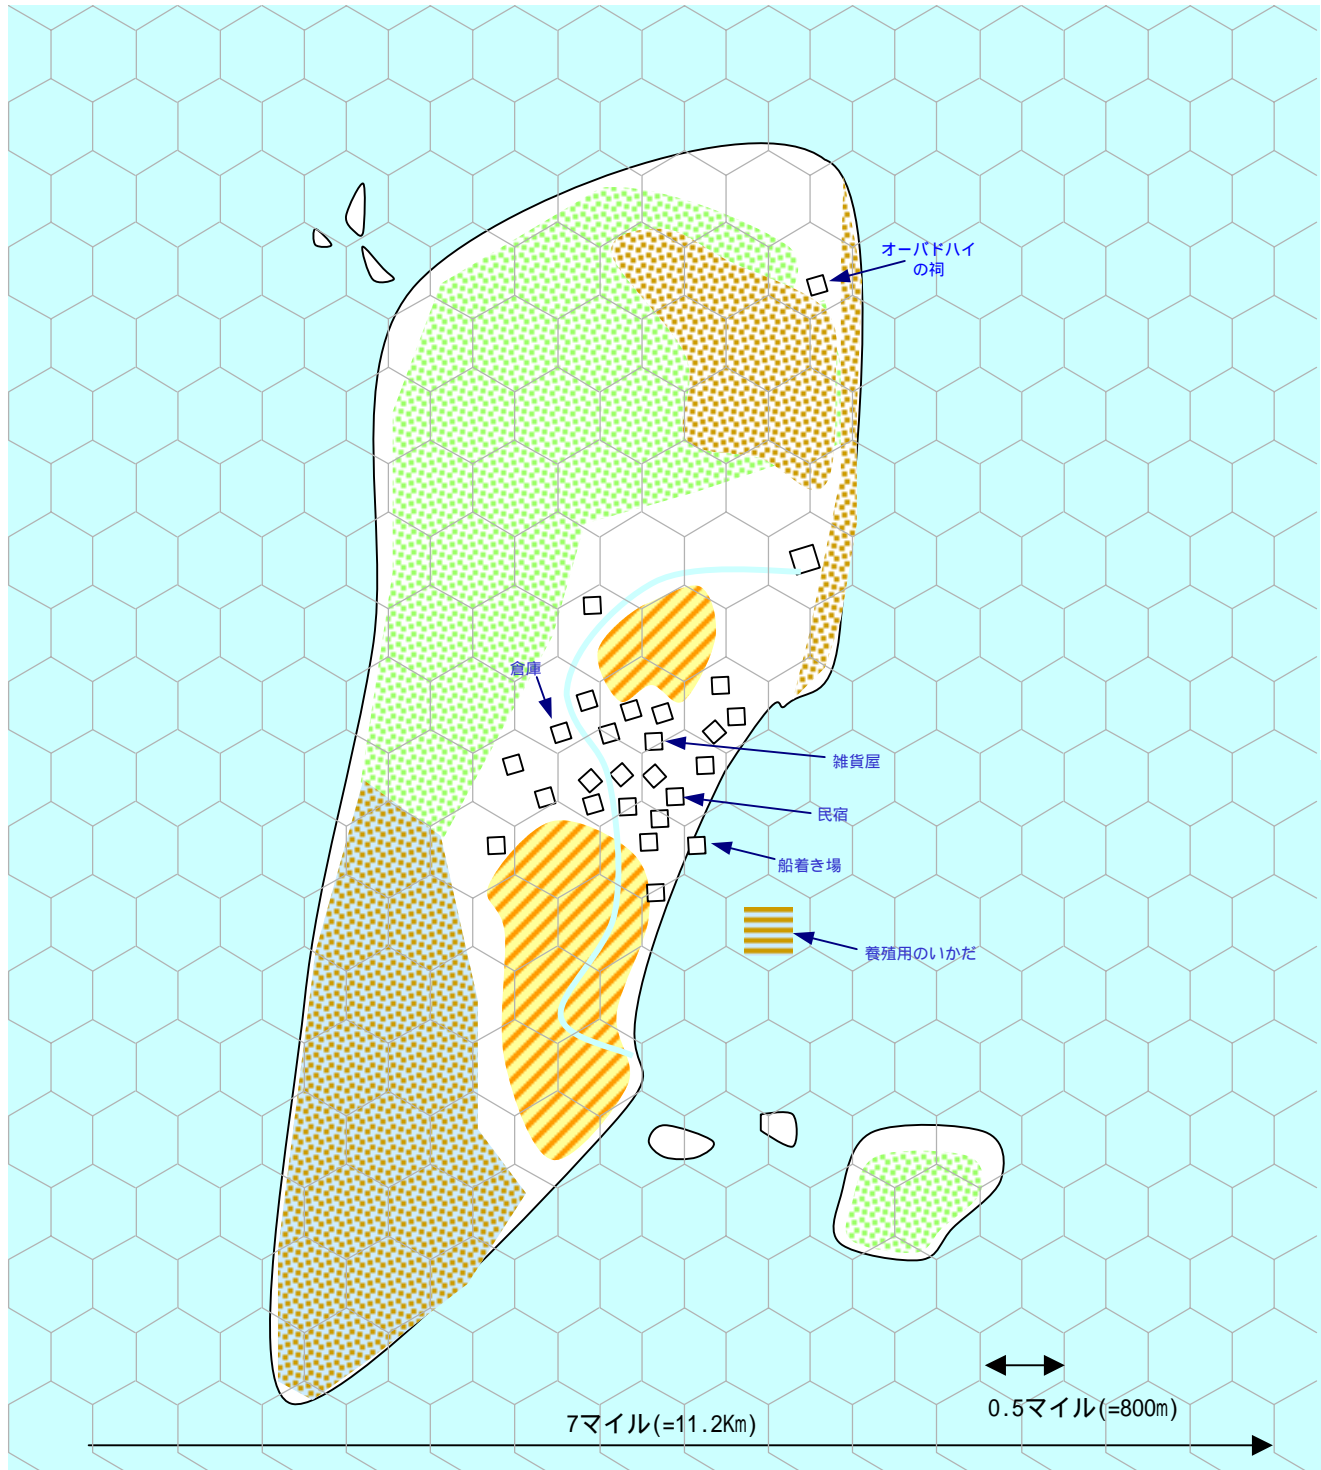 オーバドハイ
の祠
倉庫
雑貨屋
民宿
船着き場
養殖用のいかだ
0.5マイル(=800m)
7マイル(=11.2Km)